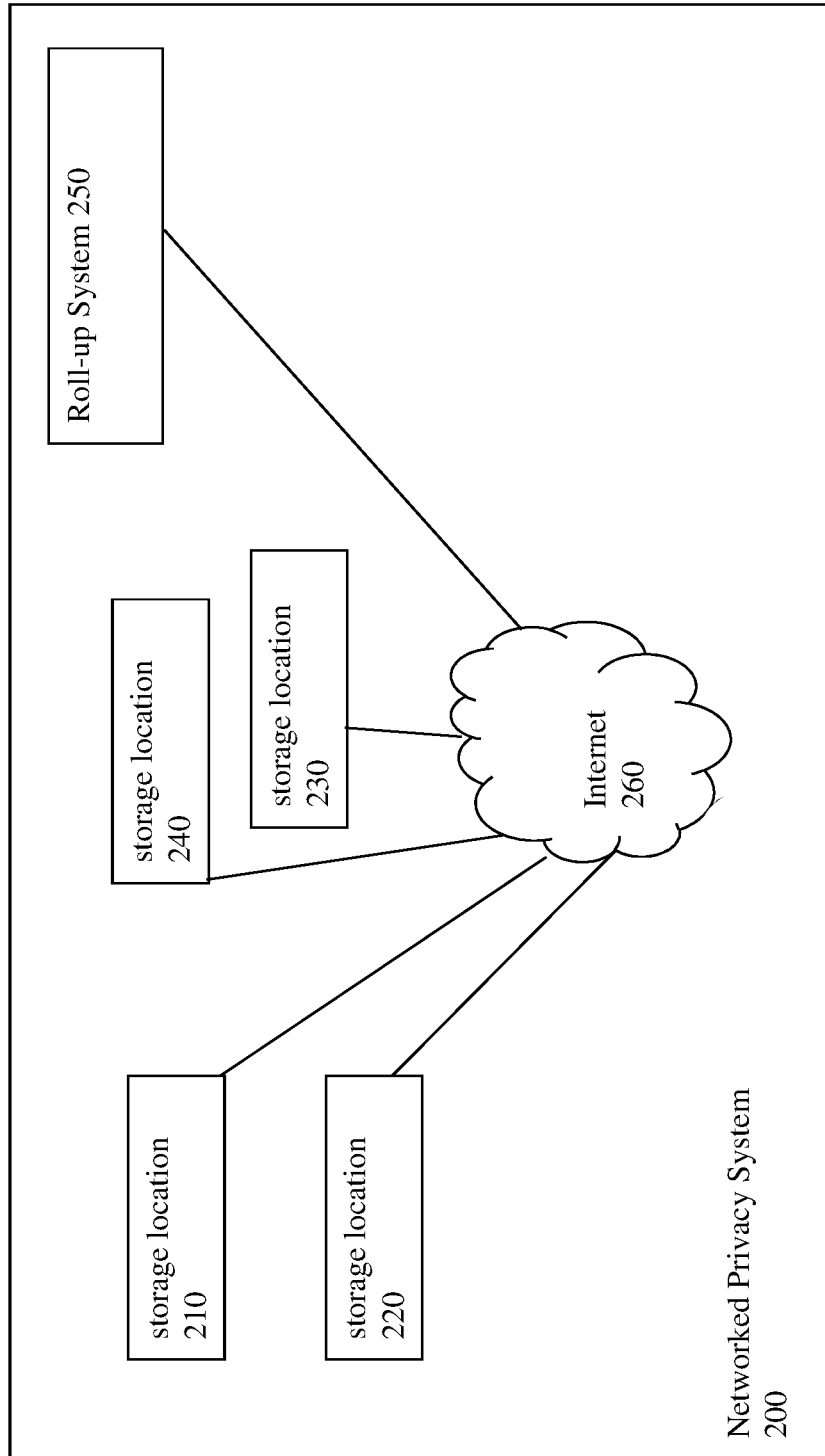 storage location
210
storage location
240
Roll-up System 250
storage location
230
storage location
220
Internet
260
Networked Privacy System
200